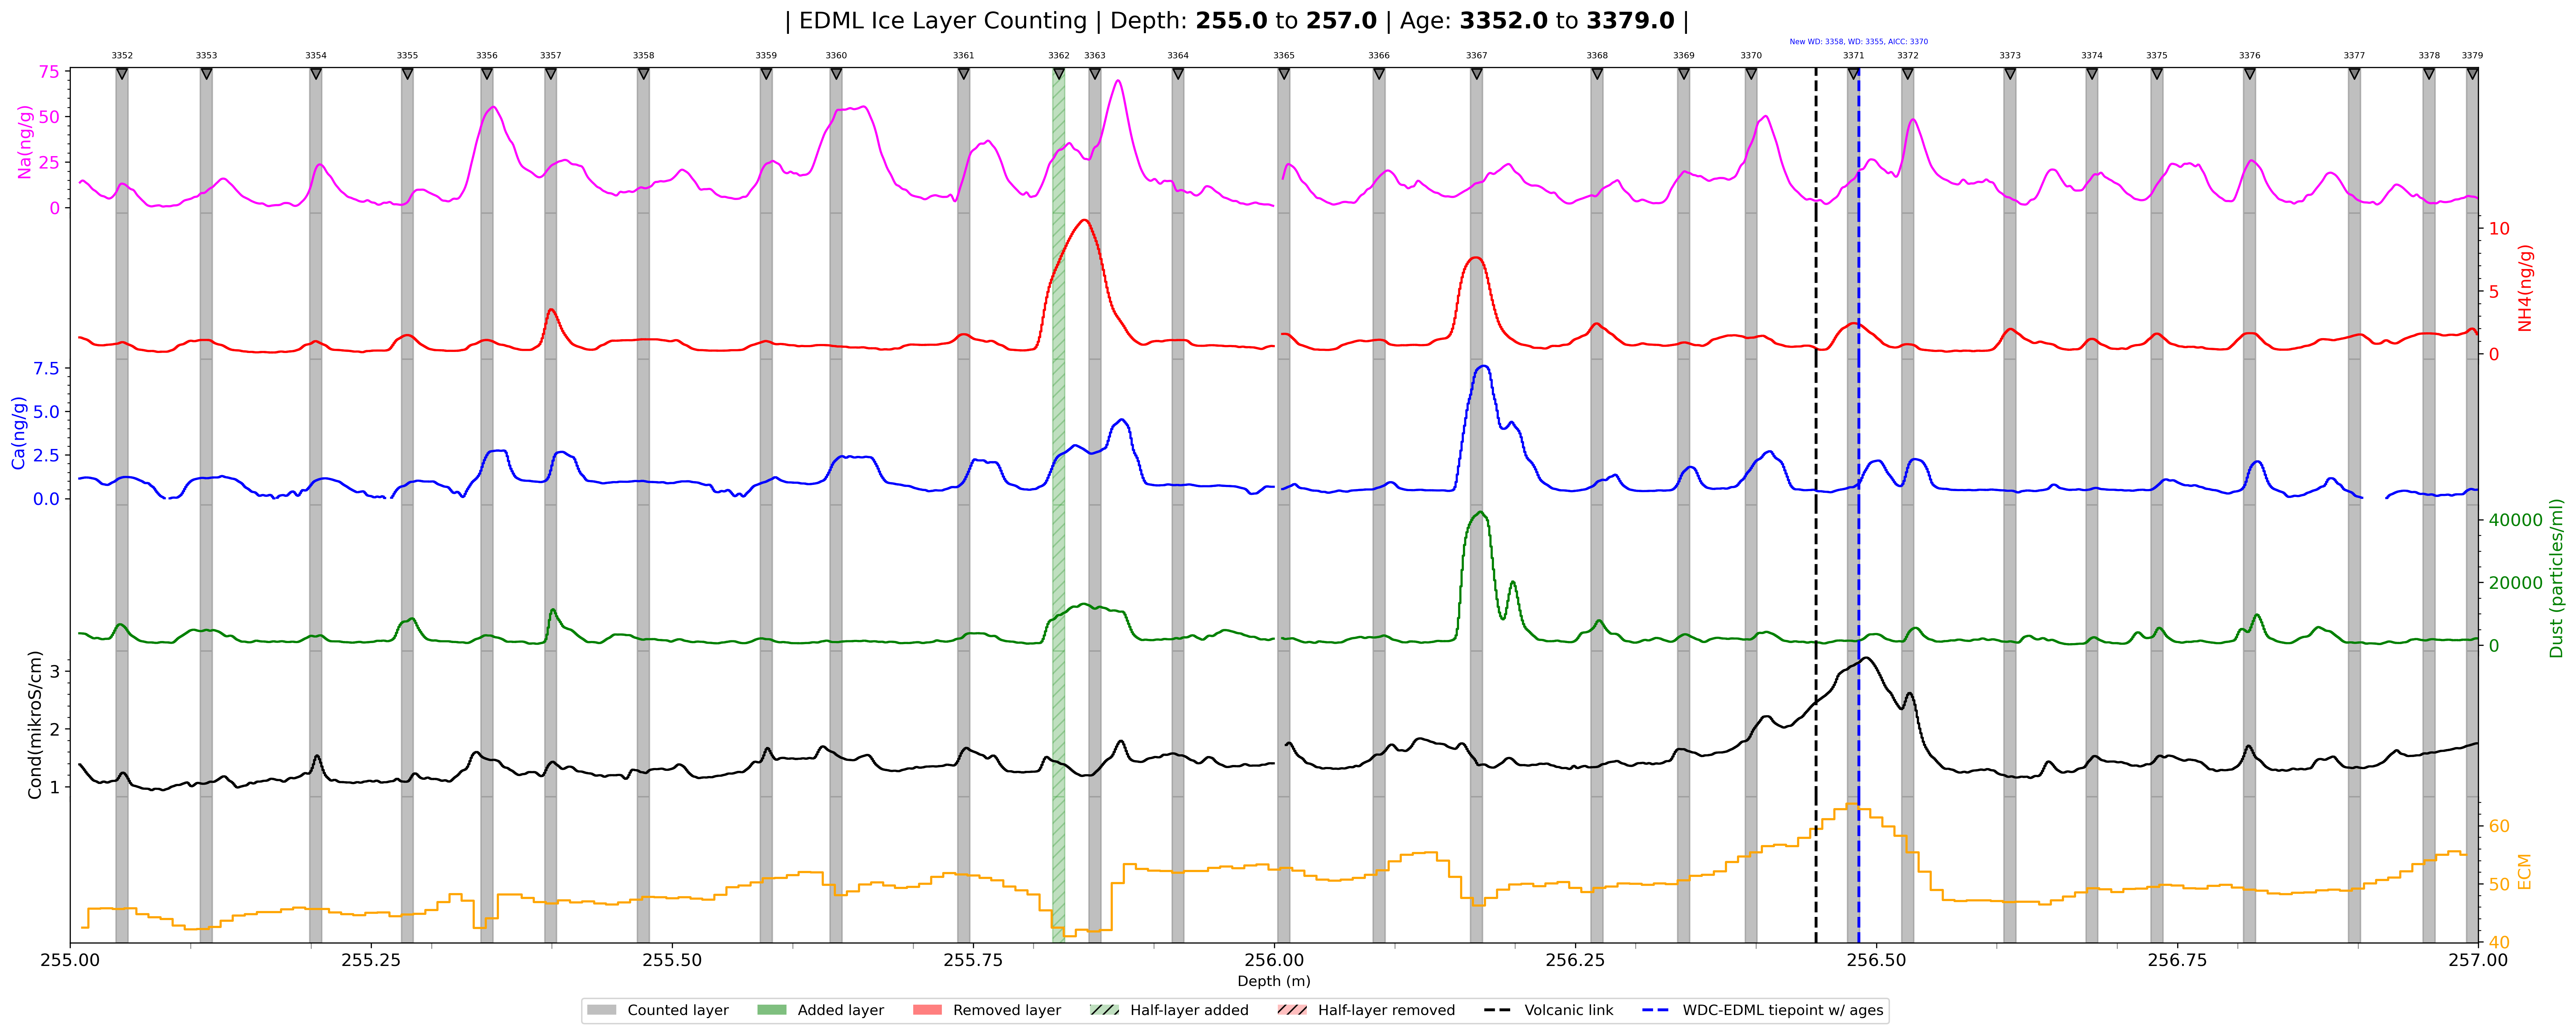 | EDML Ice Layer Counting | Depth: 255.0 to 257.0 | Age: 3352.0 to 3379.0 |
New WD: 3358, WD: 3355, AICC: 3370
3352 3353 3354 3355 3356 3357 3358 3359 3360 3361 3362 3363 3364 3365 3366 3367 3368 3369 3370 3371 3372 3373 3374 3375 3376 3377 3378 3379
Na(ng/g)
75
50
25
0
NH4(ng/g)
10
5
0
Ca(ng/g)
7.5
5.0
2.5
0.0
Dust (particles/ml)
40000
20000
0
Cond(mikroS/cm)
3
2
1
ECM
60
50
40
255.00 255.25 255.50 255.75 256.00 256.25 256.50 256.75 257.00
Depth (m)
Counted layer Added layer Removed layer Half-layer added Half-layer removed Volcanic link WDC-EDML tiepoint w/ ages